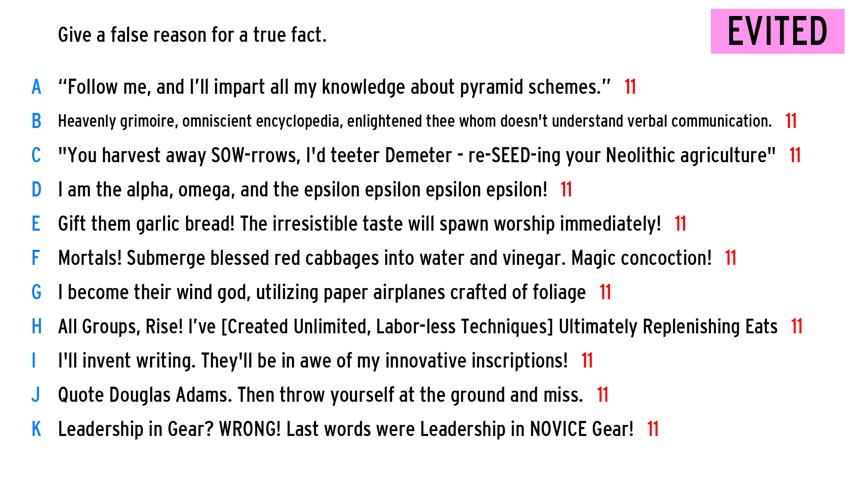 Give a false reason for a true fact.
EVITED
A “Follow me, and I’ll impart all my knowledge about pyramid schemes.” 11
B Heavenly grimoire, omniscient encyclopedia, enlightened thee whom doesn't understand verbal communication. 11
C "You harvest away SOW-rrows, I'd teeter Demeter - re-SEED-ing your Neolithic agriculture" 11
D I am the alpha, omega, and the epsilon epsilon epsilon epsilon! 11
E Gift them garlic bread! The irresistible taste will spawn worship immediately! 11
F Mortals! Submerge blessed red cabbages into water and vinegar. Magic concoction! 11
G I become their wind god, utilizing paper airplanes crafted of foliage 11
H All Groups, Rise! I’ve [Created Unlimited, Labor-less Techniques] Ultimately Replenishing Eats 11
I I'll invent writing. They'll be in awe of my innovative inscriptions! 11
J Quote Douglas Adams. Then throw yourself at the ground and miss. 11
K Leadership in Gear? WRONG! Last words were Leadership in NOVICE Gear! 11